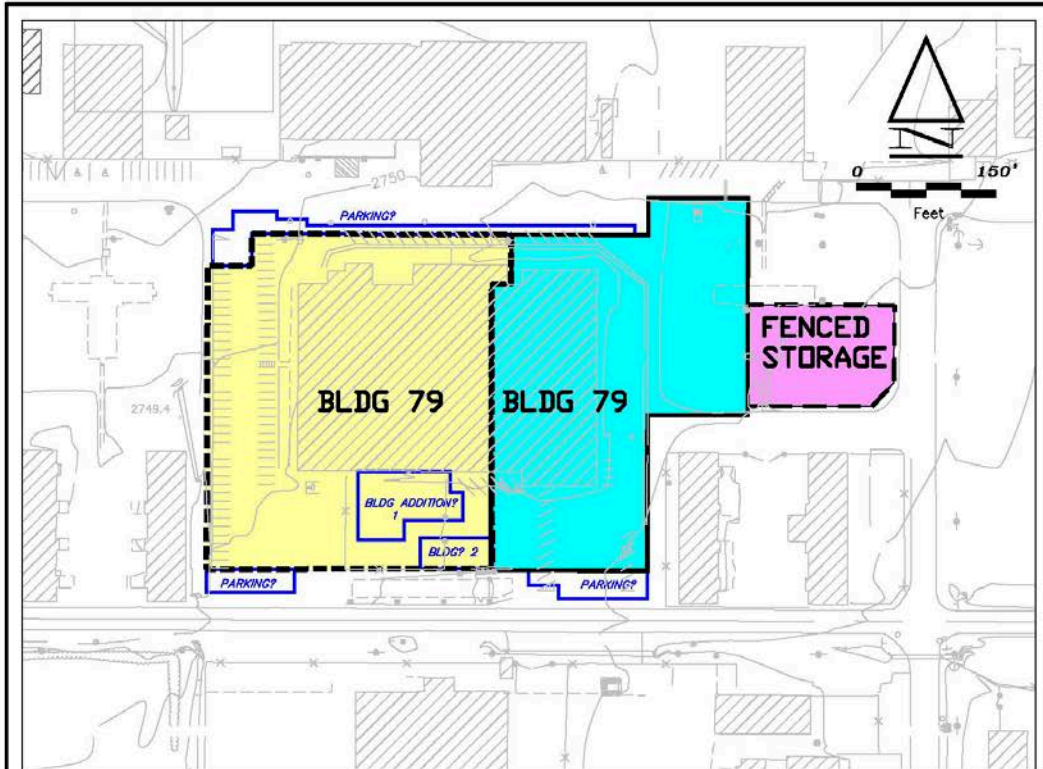 N
0 150'
Feet
2750
PARKING?
FENCED
STORAGE
BLDG 79
BLDG 79
2749.4
BLDG ADDITION?
1
BLDG? 2
PARKING?
PARKING?